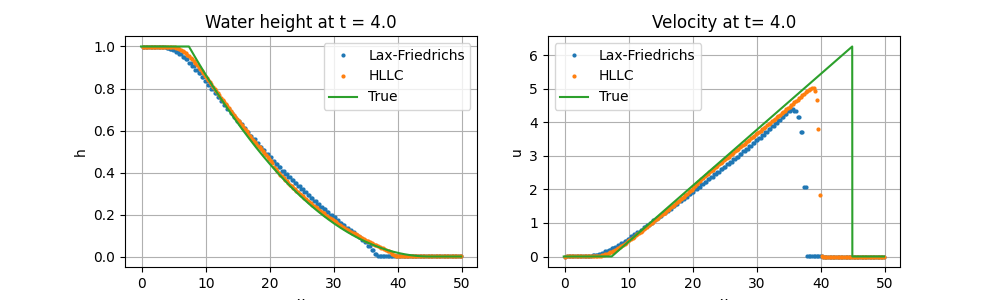 Water height at t = 4.0
1.0
0.8
0.6
0.4
0.2
0.0
h
0 10 20 30 40 50
Lax-Friedrichs
HLLC
True
Velocity at t= 4.0
6
5
4
3
2
1
0
u
0 10 20 30 40 50
Lax-Friedrichs
HLLC
True